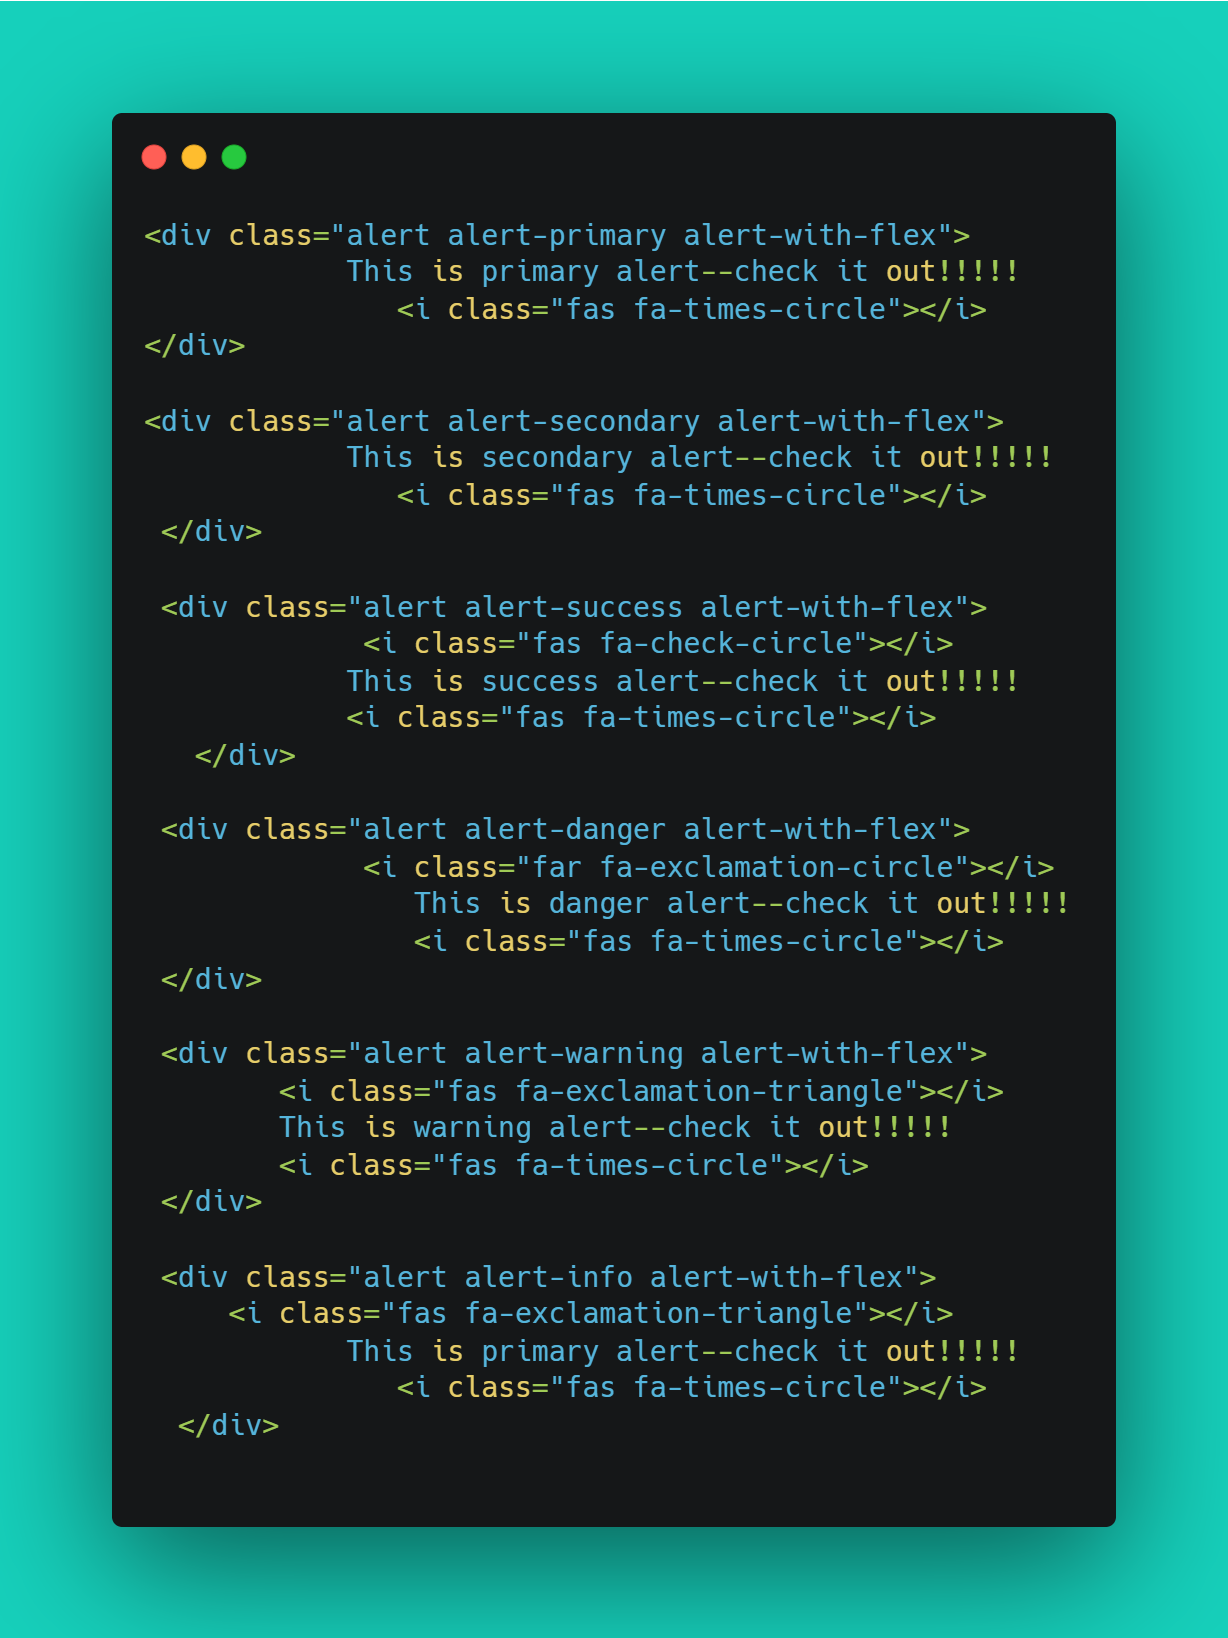 <div class="alert alert-primary alert-with-flex">
            This is primary alert--check it out!!!!!
               <i class="fas fa-times-circle"></i>
</div>

<div class="alert alert-secondary alert-with-flex">
            This is secondary alert--check it out!!!!!
               <i class="fas fa-times-circle"></i>
 </div>

 <div class="alert alert-success alert-with-flex">
             <i class="fas fa-check-circle"></i>
            This is success alert--check it out!!!!!
            <i class="fas fa-times-circle"></i>
   </div>

 <div class="alert alert-danger alert-with-flex">
             <i class="far fa-exclamation-circle"></i>
                This is danger alert--check it out!!!!!
                <i class="fas fa-times-circle"></i>
 </div>

 <div class="alert alert-warning alert-with-flex">
        <i class="fas fa-exclamation-triangle"></i>
        This is warning alert--check it out!!!!!
        <i class="fas fa-times-circle"></i>
 </div>

 <div class="alert alert-info alert-with-flex">
     <i class="fas fa-exclamation-triangle"></i>
            This is primary alert--check it out!!!!!
               <i class="fas fa-times-circle"></i>
  </div>